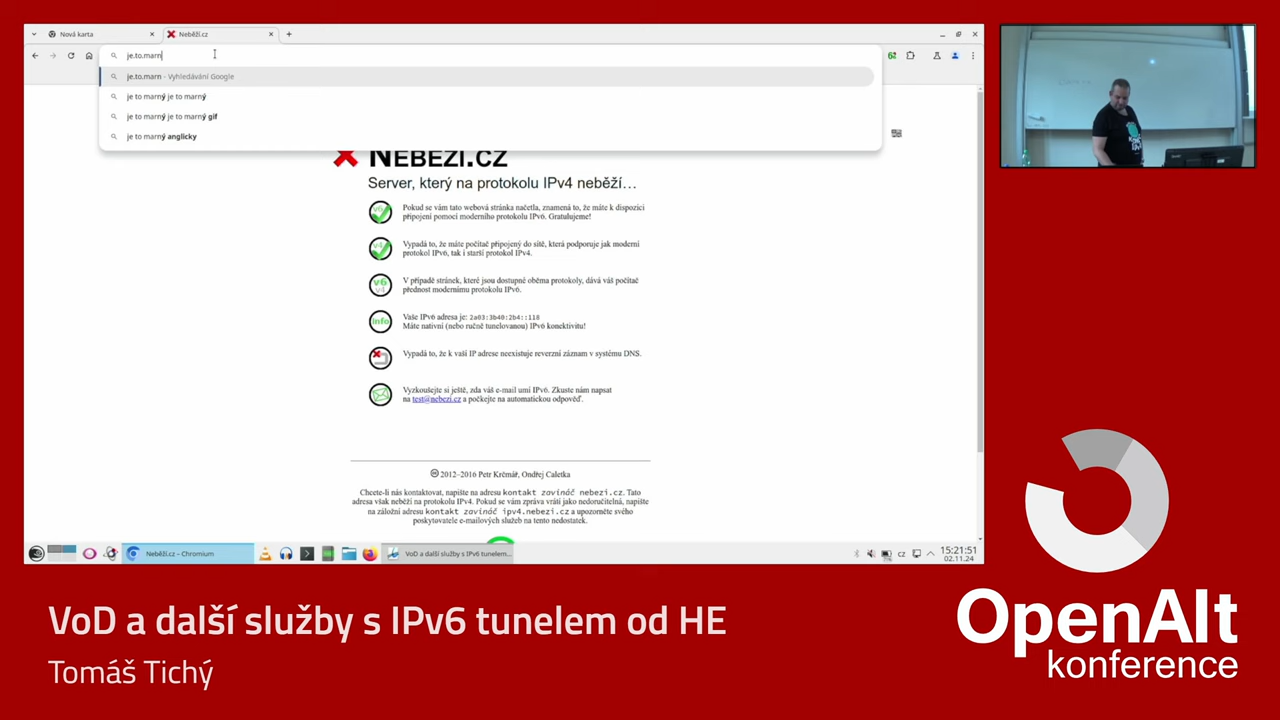 Nová karta
Neběží.cz
je.to.marn
je.to.marn - Vyhledávání Google
je to marný je to marný
je to marný je to marný gif
je to marný anglicky
NEBĚŽÍ.CZ
Server, který na protokolu IPv4 neběží…
Pokud se vám tato webová stránka načetla, znamená to, že máte k dispozici
připojení pomocí moderního protokolu IPv6. Gratulujeme!
Vypadá to, že máte počítač připojený do sítě, která podporuje jak moderní
protokol IPv6, tak i starší protokol IPv4.
v6
v4
V případě stránek, které jsou dostupné oběma protokoly, dává váš počítač
přednost modernímu protokolu IPv6.
info
Vaše IPv6 adresa je: 2a03:3b40:2b4::118
Máte nativní (nebo ručně tunelovanou) IPv6 konektivitu!
Vypadá to, že k vaší IP adrese neexistuje reverzní záznam v systému DNS.
Vyzkoušejte si ještě, zda váš e-mail umí IPv6. Zkuste nám napsat
na test@nebezi.cz a počkejte na automatickou odpověď.
2012–2016 Petr Krčmář, Ondřej Caletka
Chcete-li nás kontaktovat, napište na adresu kontakt zavináč nebezi.cz. Tato
adresa však neběží na protokolu IPv4. Pokud se vám zpráva vrátí jako nedoručitelná, napište
na záložní adresu kontakt zavináč ipv4.nebezi.cz a upozorněte svého
poskytovatele e-mailových služeb na tento nedostatek.
Neběží.cz – Chromium
VoD a další služby s IPv6 tunelem...
cz
15:21:51
02.11.24
VoD a další služby s IPv6 tunelem od HE
Tomáš Tichý
OpenAlt
konference